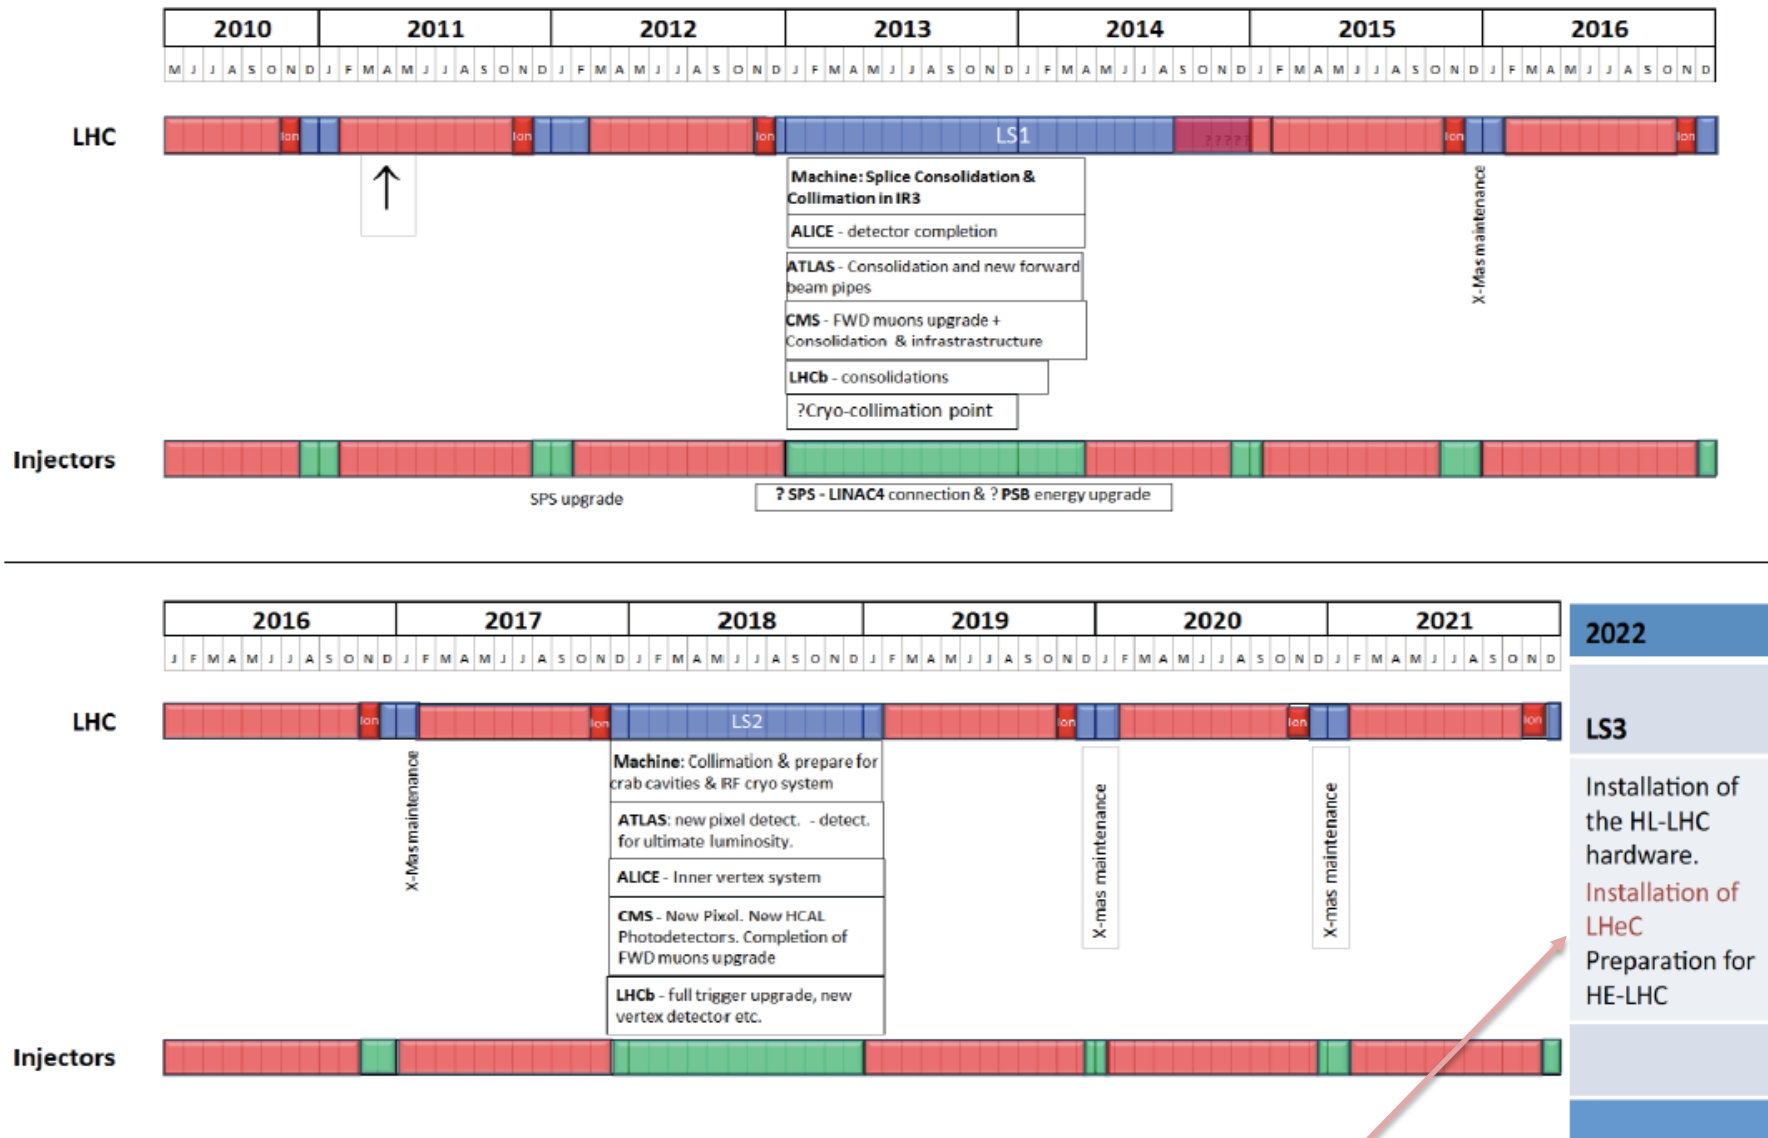 2010 2011 2012 2013 2014 2015 2016
M J J A S O N D J F M A M J J A S O N D J F M A M J J A S O N D J F M A M J J A S O N D J F M A M J J A S O N D J F M A M J J A S O N D J F M A M J J A S O N D
LHC
Ion Ion Ion LS1 ????? Ion Ion
Machine: Splice Consolidation &
Collimation in IR3
ALICE - detector completion
ATLAS - Consolidation and new forward
beam pipes
CMS - FWD muons upgrade +
Consolidation & infrastrastructure
LHCb - consolidations
?Cryo-collimation point
X-Mas maintenance
Injectors
SPS upgrade
? SPS - LINAC4 connection & ? PSB energy upgrade
2016 2017 2018 2019 2020 2021
J F M A M J J A S O N D J F M A M J J A S O N D J F M A M J J A S O N D J F M A M J J A S O N D J F M A M J J A S O N D J F M A M J J A S O N D
LHC
Ion Ion LS2 Ion Ion Ion
X-Mas maintenance
Machine: Collimation & prepare for
crab cavities & RF cryo system
ATLAS: new pixel detect. - detect.
for ultimate luminosity.
ALICE - Inner vertex system
CMS - New Pixel. New HCAL
Photodetectors. Completion of
FWD muons upgrade
LHCb - full trigger upgrade, new
vertex detector etc.
X-mas maintenance
X-mas maintenance
Injectors
2022
LS3
Installation of
the HL-LHC
hardware.
Installation of
LHeC
Preparation for
HE-LHC